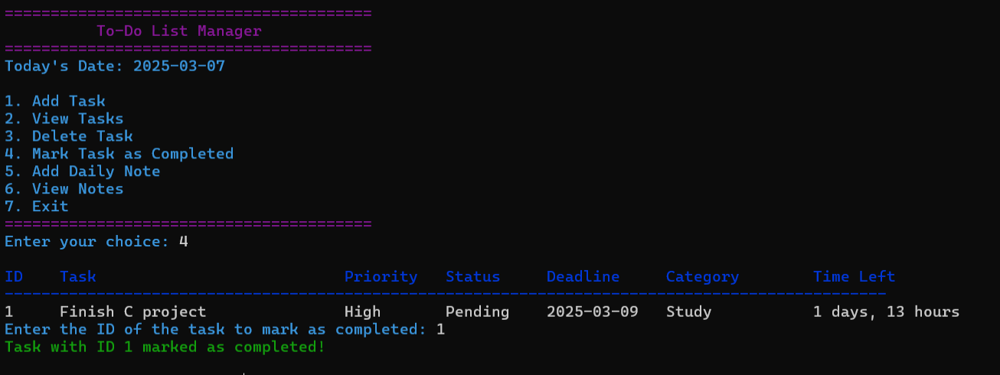 ========================================
To-Do List Manager
========================================
Today's Date: 2025-03-07
1. Add Task
2. View Tasks
3. Delete Task
4. Mark Task as Completed
5. Add Daily Note
6. View Notes
7. Exit
========================================
Enter your choice: 4
ID    Task                           Priority   Status     Deadline     Category        Time Left
------------------------------------------------------------------------------------------------
1     Finish C project               High       Pending    2025-03-09   Study           1 days, 13 hours
Enter the ID of the task to mark as completed: 1
Task with ID 1 marked as completed!